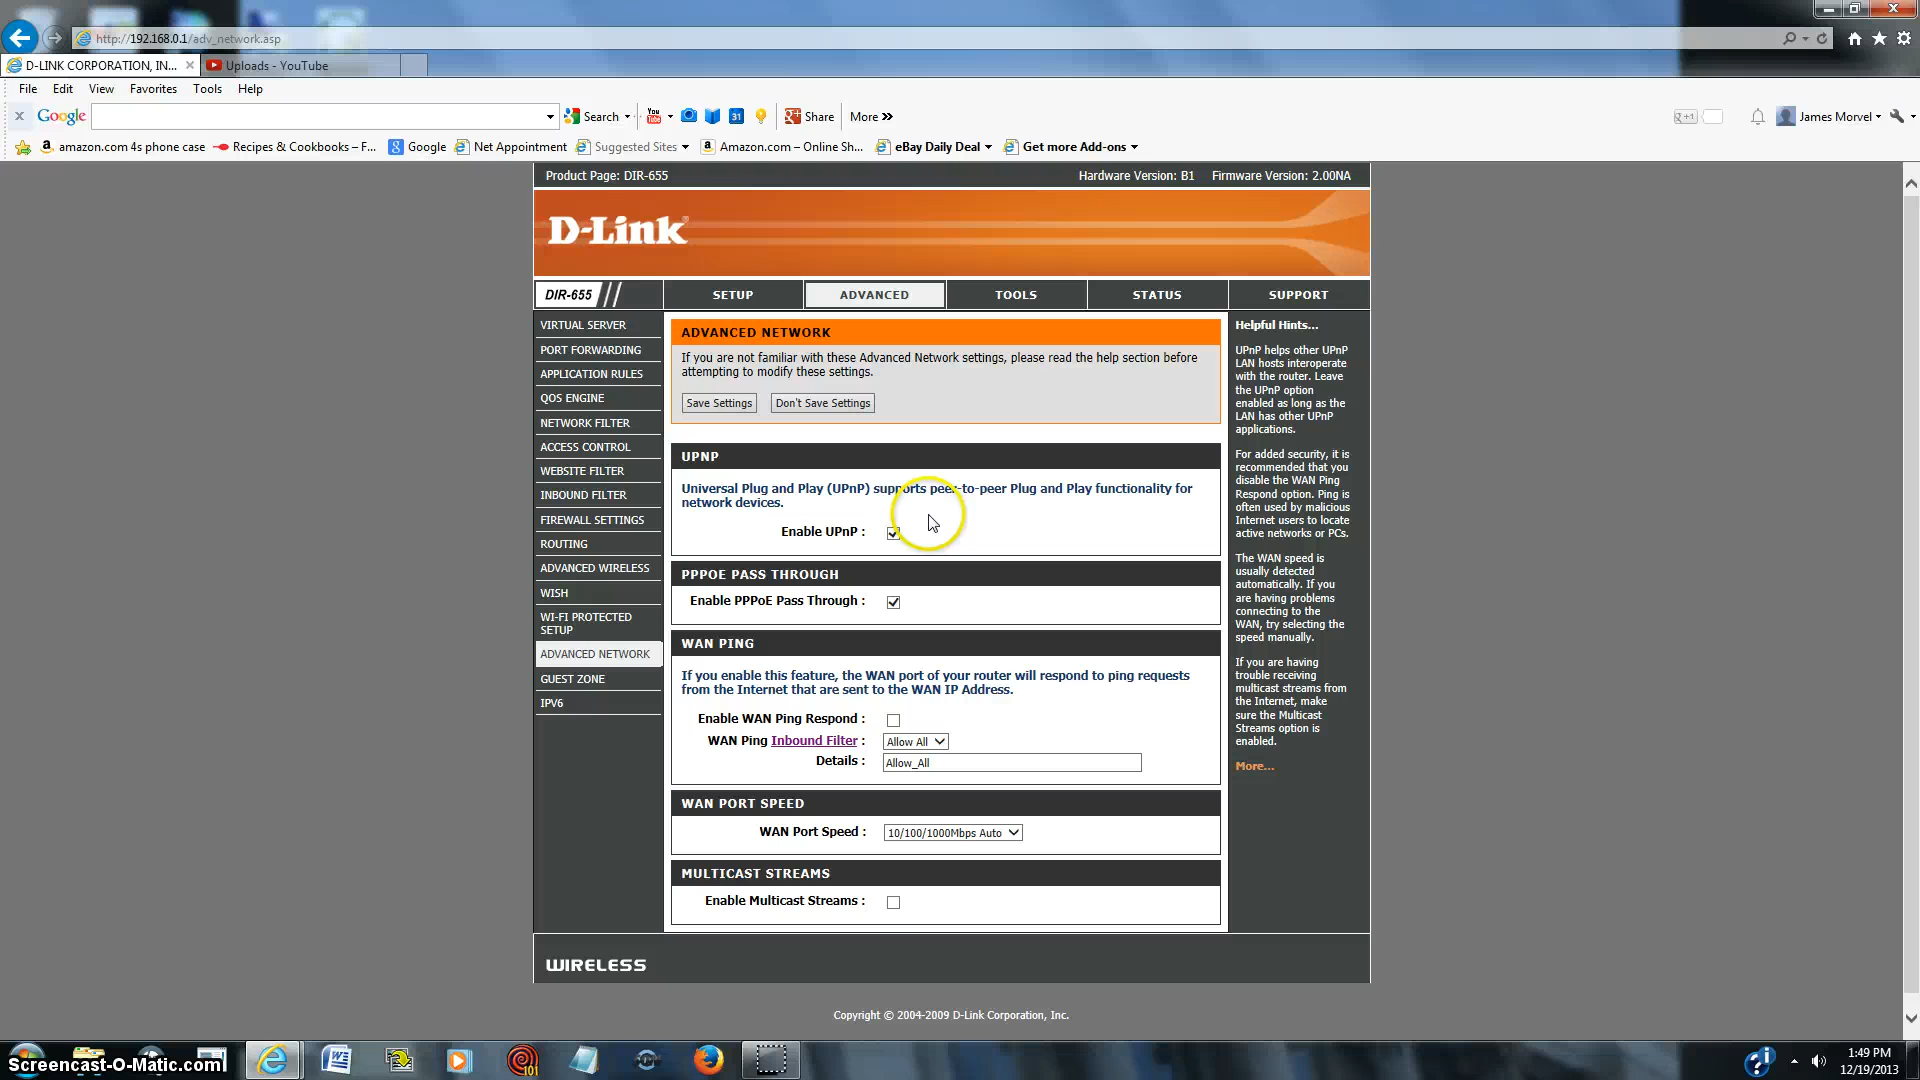 http://192.168.0.1/adv_network.asp
D-LINK CORPORATION, IN...
Uploads - YouTube
File Edit View Favorites Tools Help
Google Search Share More »
James Morvel
amazon.com 4s phone case Recipes & Cookbooks – F... Google Net Appointment Suggested Sites Amazon.com – Online Sh... eBay Daily Deal Get more Add-ons
Product Page: DIR-655 Hardware Version: B1 Firmware Version: 2.00NA
D-Link
DIR-655 SETUP ADVANCED TOOLS STATUS SUPPORT
VIRTUAL SERVER
PORT FORWARDING
APPLICATION RULES
QOS ENGINE
NETWORK FILTER
ACCESS CONTROL
WEBSITE FILTER
INBOUND FILTER
FIREWALL SETTINGS
ROUTING
ADVANCED WIRELESS
WISH
WI-FI PROTECTED
SETUP
ADVANCED NETWORK
GUEST ZONE
IPV6
ADVANCED NETWORK
If you are not familiar with these Advanced Network settings, please read the help section before
attempting to modify these settings.
Save Settings Don't Save Settings
UPNP
Universal Plug and Play (UPnP) supports peer-to-peer Plug and Play functionality for
network devices.
Enable UPnP :
PPPOE PASS THROUGH
Enable PPPoE Pass Through :
WAN PING
If you enable this feature, the WAN port of your router will respond to ping requests
from the Internet that are sent to the WAN IP Address.
Enable WAN Ping Respond :
WAN Ping Inbound Filter : Allow All
Details : Allow_All
WAN PORT SPEED
WAN Port Speed : 10/100/1000Mbps Auto
MULTICAST STREAMS
Enable Multicast Streams :
Helpful Hints...
UPnP helps other UPnP
LAN hosts interoperate
with the router. Leave
the UPnP option
enabled as long as the
LAN has other UPnP
applications.
For added security, it is
recommended that you
disable the WAN Ping
Respond option. Ping is
often used by malicious
Internet users to locate
active networks or PCs.
The WAN speed is
usually detected
automatically. If you
are having problems
connecting to the
WAN, try selecting the
speed manually.
If you are having
trouble receiving
multicast streams from
the Internet, make
sure the Multicast
Streams option is
enabled.
More...
WIRELESS
Copyright © 2004-2009 D-Link Corporation, Inc.
Screencast-O-Matic.com
1:49 PM
12/19/2013